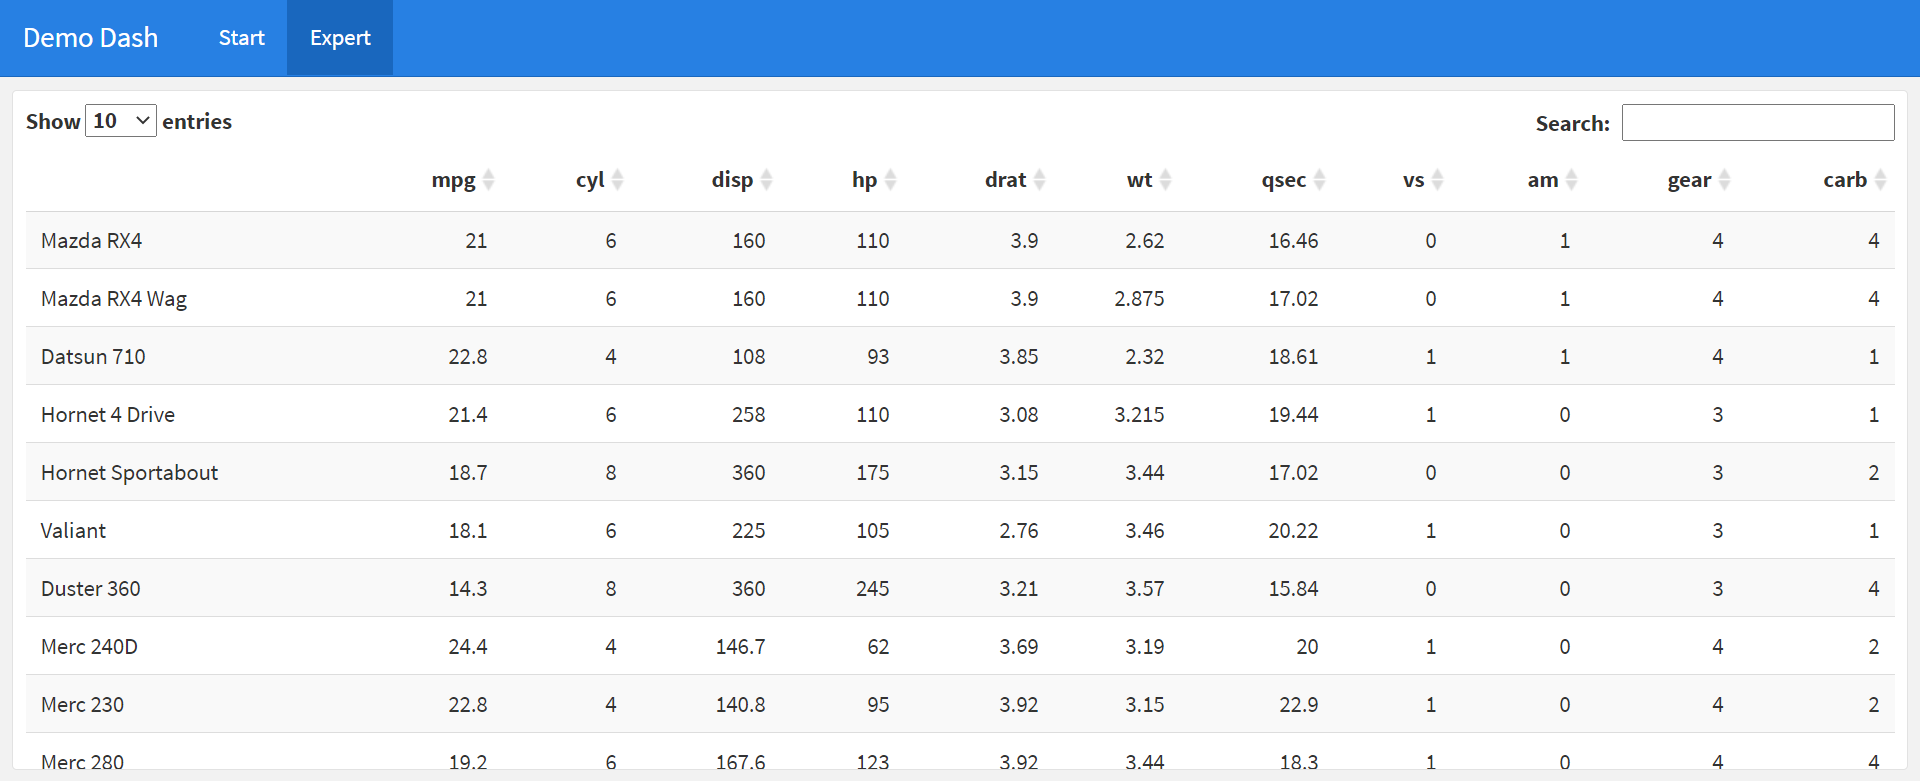 Demo Dash Start Expert
Show 10 entries Search:
mpg cyl disp hp drat wt qsec vs am gear carb
Mazda RX4 21 6 160 110 3.9 2.62 16.46 0 1 4 4
Mazda RX4 Wag 21 6 160 110 3.9 2.875 17.02 0 1 4 4
Datsun 710 22.8 4 108 93 3.85 2.32 18.61 1 1 4 1
Hornet 4 Drive 21.4 6 258 110 3.08 3.215 19.44 1 0 3 1
Hornet Sportabout 18.7 8 360 175 3.15 3.44 17.02 0 0 3 2
Valiant 18.1 6 225 105 2.76 3.46 20.22 1 0 3 1
Duster 360 14.3 8 360 245 3.21 3.57 15.84 0 0 3 4
Merc 240D 24.4 4 146.7 62 3.69 3.19 20 1 0 4 2
Merc 230 22.8 4 140.8 95 3.92 3.15 22.9 1 0 4 2
Merc 280 19.2 6 167.6 123 3.92 3.44 18.3 1 0 4 4